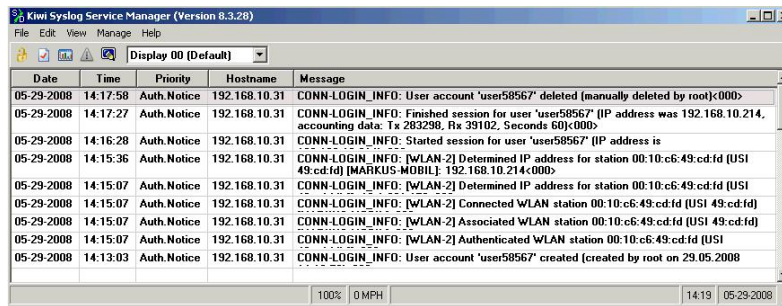 Kiwi Syslog Service Manager (Version 8.3.28)
File Edit View Manage Help
Display 00 (Default)
Date Time Priority Hostname Message
05-29-2008 14:17:58 Auth.Notice 192.168.10.31 CONN-LOGIN_INFO: User account 'user58567' deleted (manually deleted by root)<000>
05-29-2008 14:17:27 Auth.Notice 192.168.10.31 CONN-LOGIN_INFO: Finished session for user 'user58567' (IP address was 192.168.10.214,
accounting data: Tx 283298, Rx 39102, Seconds 60)<000>
05-29-2008 14:16:28 Auth.Notice 192.168.10.31 CONN-LOGIN_INFO: Started session for user 'user58567' (IP address is
05-29-2008 14:15:36 Auth.Notice 192.168.10.31 CONN-LOGIN_INFO: [WLAN-2] Determined IP address for station 00:10:c6:49:cd:fd (USI
49:cd:fd) [MARKUS-MOBIL]: 192.168.10.214<000>
05-29-2008 14:15:07 Auth.Notice 192.168.10.31 CONN-LOGIN_INFO: [WLAN-2] Determined IP address for station 00:10:c6:49:cd:fd (USI
05-29-2008 14:15:07 Auth.Notice 192.168.10.31 CONN-LOGIN_INFO: [WLAN-2] Connected WLAN station 00:10:c6:49:cd:fd (USI 49:cd:fd)
05-29-2008 14:15:07 Auth.Notice 192.168.10.31 CONN-LOGIN_INFO: [WLAN-2] Associated WLAN station 00:10:c6:49:cd:fd (USI 49:cd:fd)
05-29-2008 14:15:07 Auth.Notice 192.168.10.31 CONN-LOGIN_INFO: [WLAN-2] Authenticated WLAN station 00:10:c6:49:cd:fd (USI
05-29-2008 14:13:03 Auth.Notice 192.168.10.31 CONN-LOGIN_INFO: User account 'user58567' created (created by root on 29.05.2008
100% 0 MPH 14:19 05-29-2008